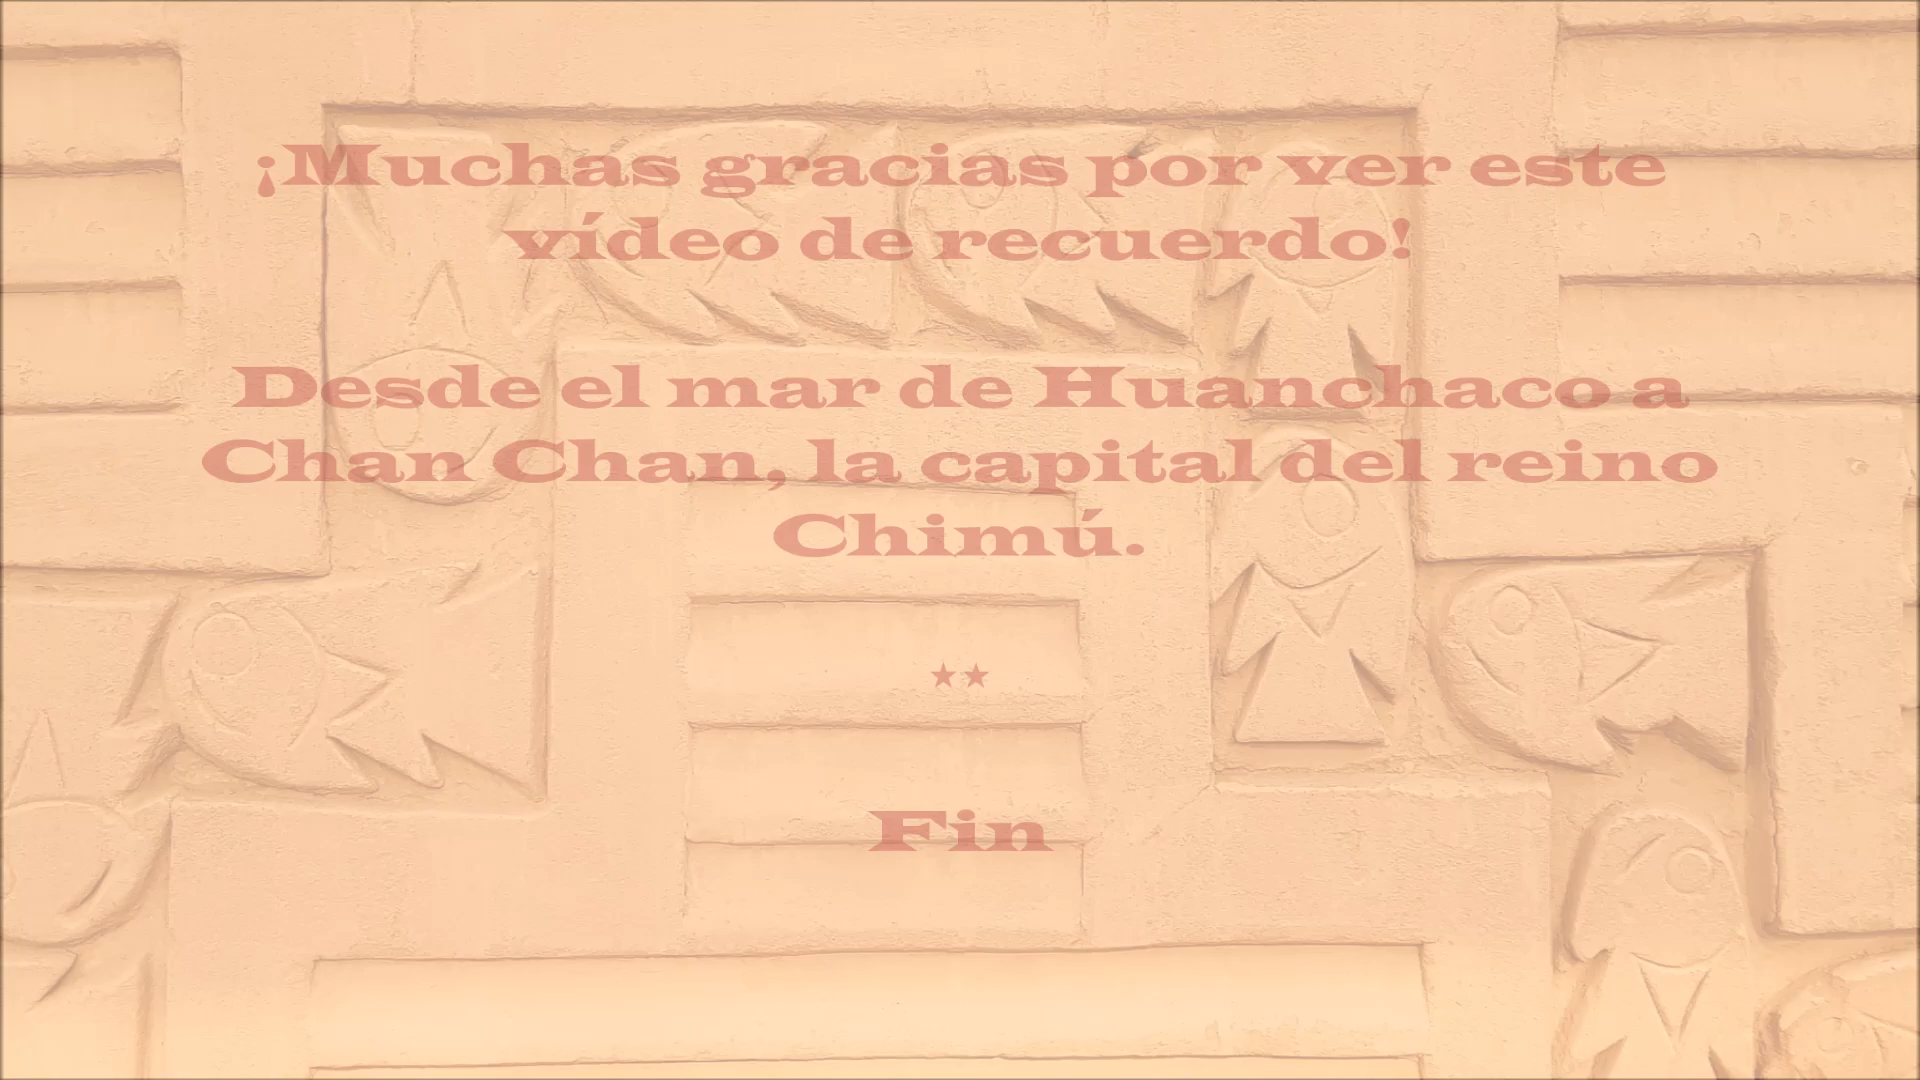 ¡Muchas gracias por ver este
vídeo de recuerdo!
Desde el mar de Huanchaco a
Chan Chan, la capital del reino
Chimú.
★★
Fin